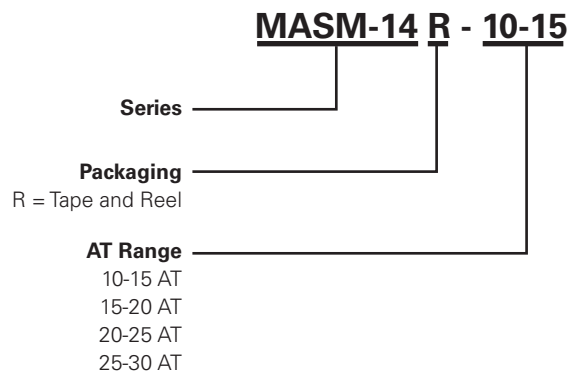 MASM-14 R - 10-15
Series
Packaging
R = Tape and Reel
AT Range
10-15 AT
15-20 AT
20-25 AT
25-30 AT